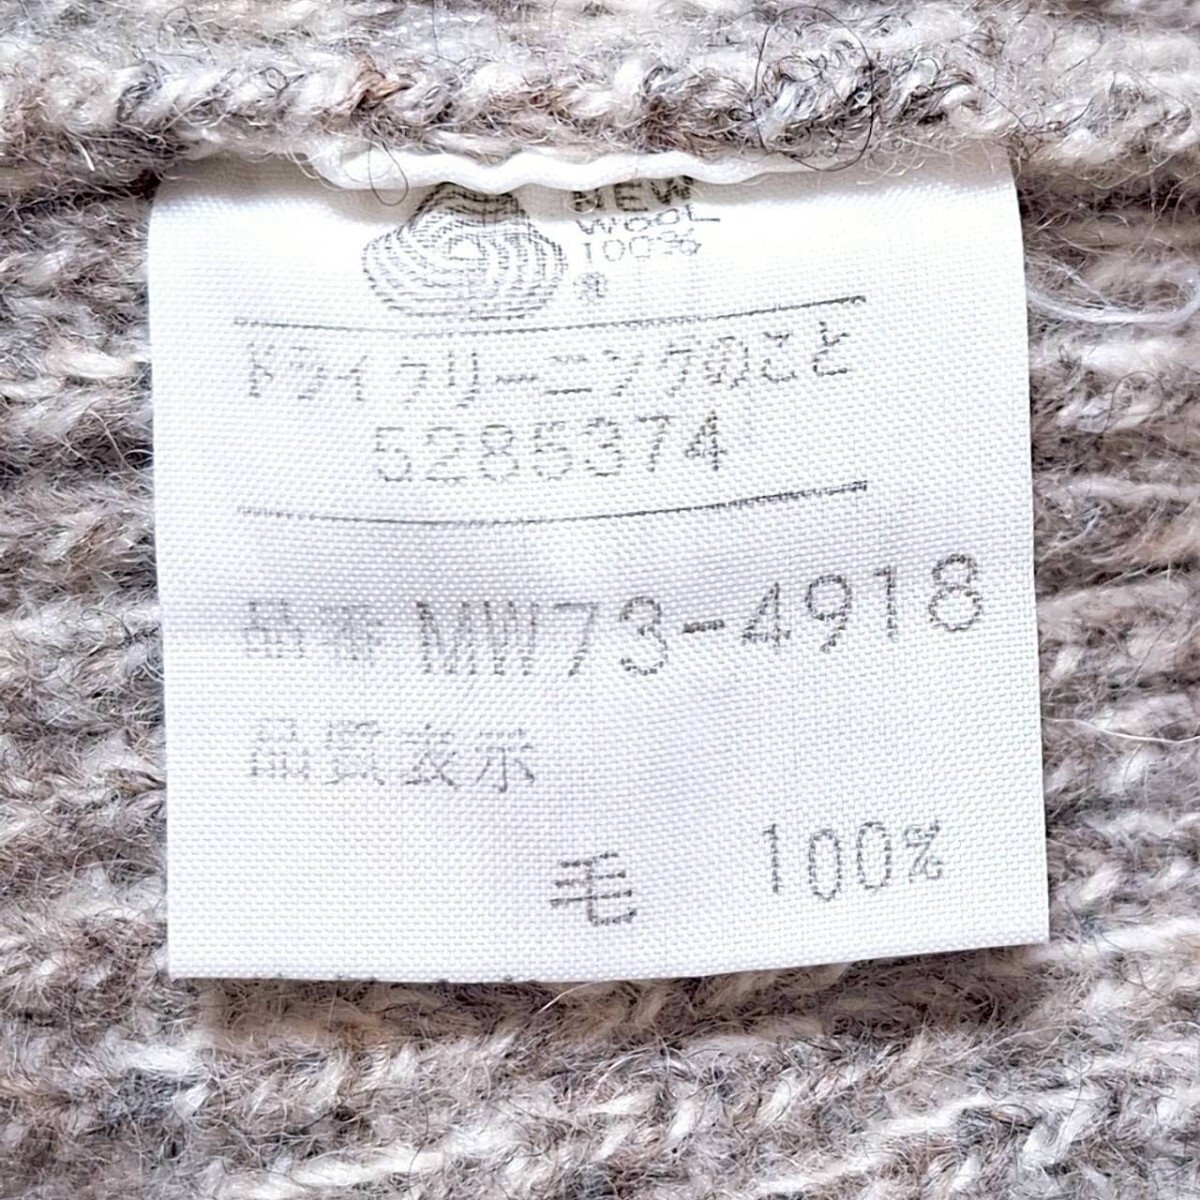 NEW
WOOL
100%
®
ドライクリーニングのこと
5285374
品番 MW73-4918
品質表示
毛 100%